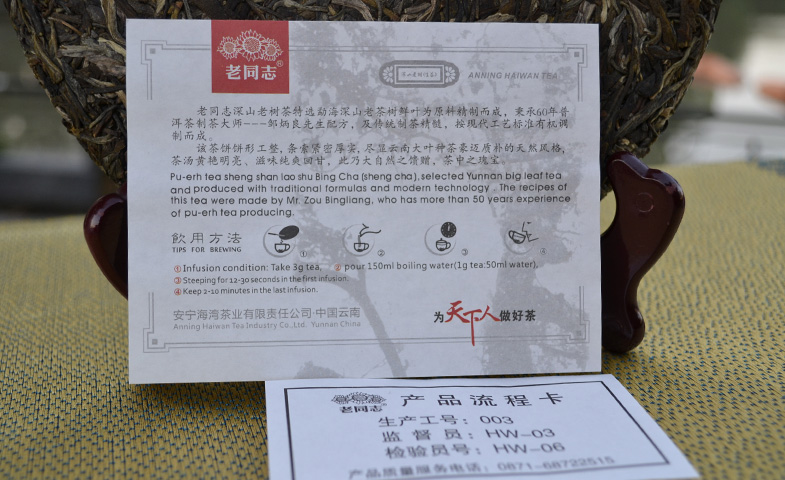 老同志®
ANNING HAIWAN TEA
老同志深山老树茶特选勐海深山老茶树鲜叶为原料精制而成，秉承60年普
洱茶制茶大师---邹炳良先生配方，及传统制茶精髓，按现代工艺标准有机调
制而成。
该茶饼饼形工整，条索紧密厚实，尽显云南大叶种茶豪迈质朴的天然风格，
茶汤黄艳明亮、滋味纯爽回甘，此乃大自然之馈赠，茶中之瑰宝。
Pu-erh tea sheng shan lao shu Bing Cha (sheng cha),selected Yunnan big leaf tea
and produced with traditional formulas and modern technology . The recipes of
this tea were made by Mr. Zou Bingliang, who has more than 50 years experience
of pu-erh tea producing.
飲用方法
TIPS FOR BREWING
① ② ③ ④
①Infusion condition: Take 3g tea, ② pour 150ml boiling water(1g tea:50ml water),
③Steeping for 12-30 seconds in the first infusion.
④Keep 2-10 minutes in the last infusion.
安宁海湾茶业有限责任公司·中国云南
Anning Haiwan Tea Industry Co.,Ltd. Yunnan China
为天下人做好茶
老同志® 产品流程卡
生产工号：003
监督员：HW-03
检验员号：HW-06
产品质量服务电话：0871-68722515